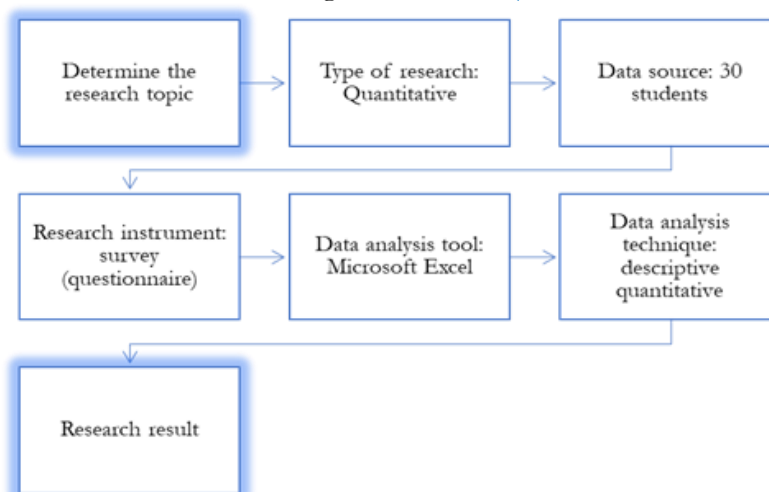 Determine the
research topic
Type of research:
Quantitative
Data source: 30
students
Research instrument:
survey
(questionnaire)
Data analysis tool:
Microsoft Excel
Data analysis
technique:
descriptive
quantitative
Research result